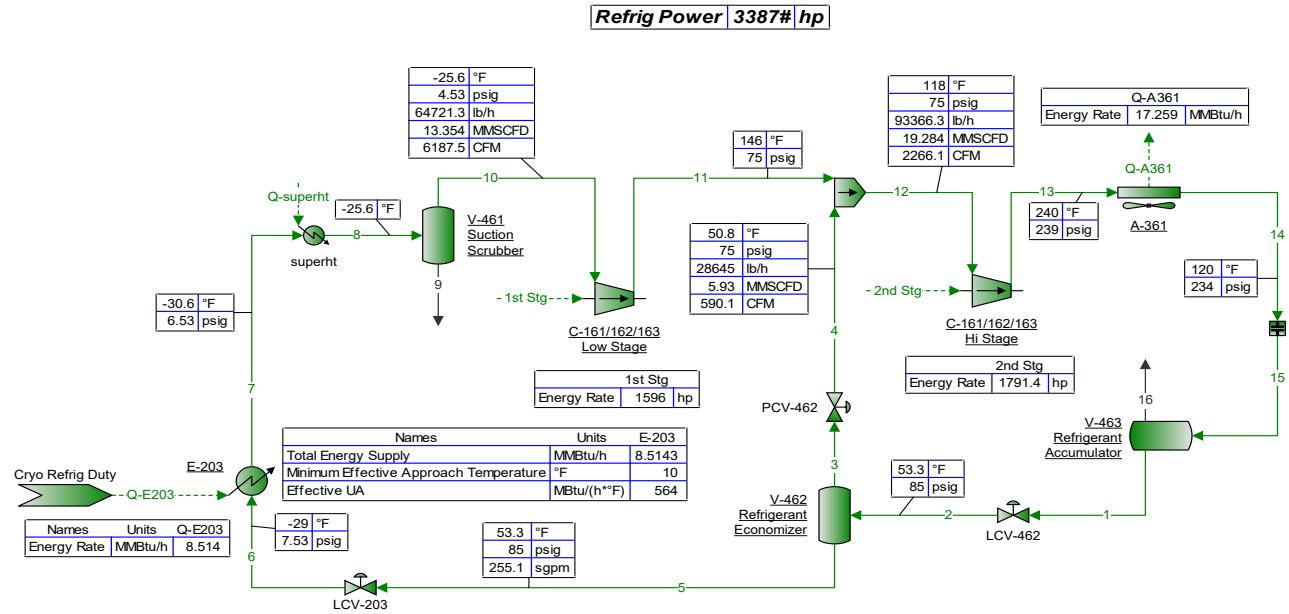 Refrig Power 3387# hp
-25.6 °F
4.53 psig
64721.3 lb/h
13.354 MMSCFD
6187.5 CFM
118 °F
75 psig
93366.3 lb/h
19.284 MMSCFD
2266.1 CFM
Q-A361
Energy Rate 17.259 MMBtu/h
146 °F
75 psig
Q-A361
10
11
12
13
Q-superht
-25.6 °F
8
superht
V-461
Suction
Scrubber
9
50.8 °F
75 psig
28645 lb/h
5.93 MMSCFD
590.1 CFM
240 °F
239 psig
A-361
14
120 °F
234 psig
-30.6 °F
6.53 psig
1st Stg
C-161/162/163
Low Stage
2nd Stg
C-161/162/163
Hi Stage
4
1st Stg
Energy Rate 1596 hp
2nd Stg
Energy Rate 1791.4 hp
15
16
7
PCV-462
V-463
Refrigerant
Accumulator
Names Units E-203
Total Energy Supply MMBtu/h 8.5143
Minimum Effective Approach Temperature °F 10
Effective UA MBtu/(h*°F) 564
3
E-203
Cryo Refrig Duty
Q-E203
53.3 °F
85 psig
V-462
Refrigerant
Economizer
2
1
LCV-462
Names Units Q-E203
Energy Rate MMBtu/h 8.514
-29 °F
7.53 psig
6
53.3 °F
85 psig
255.1 sgpm
5
LCV-203